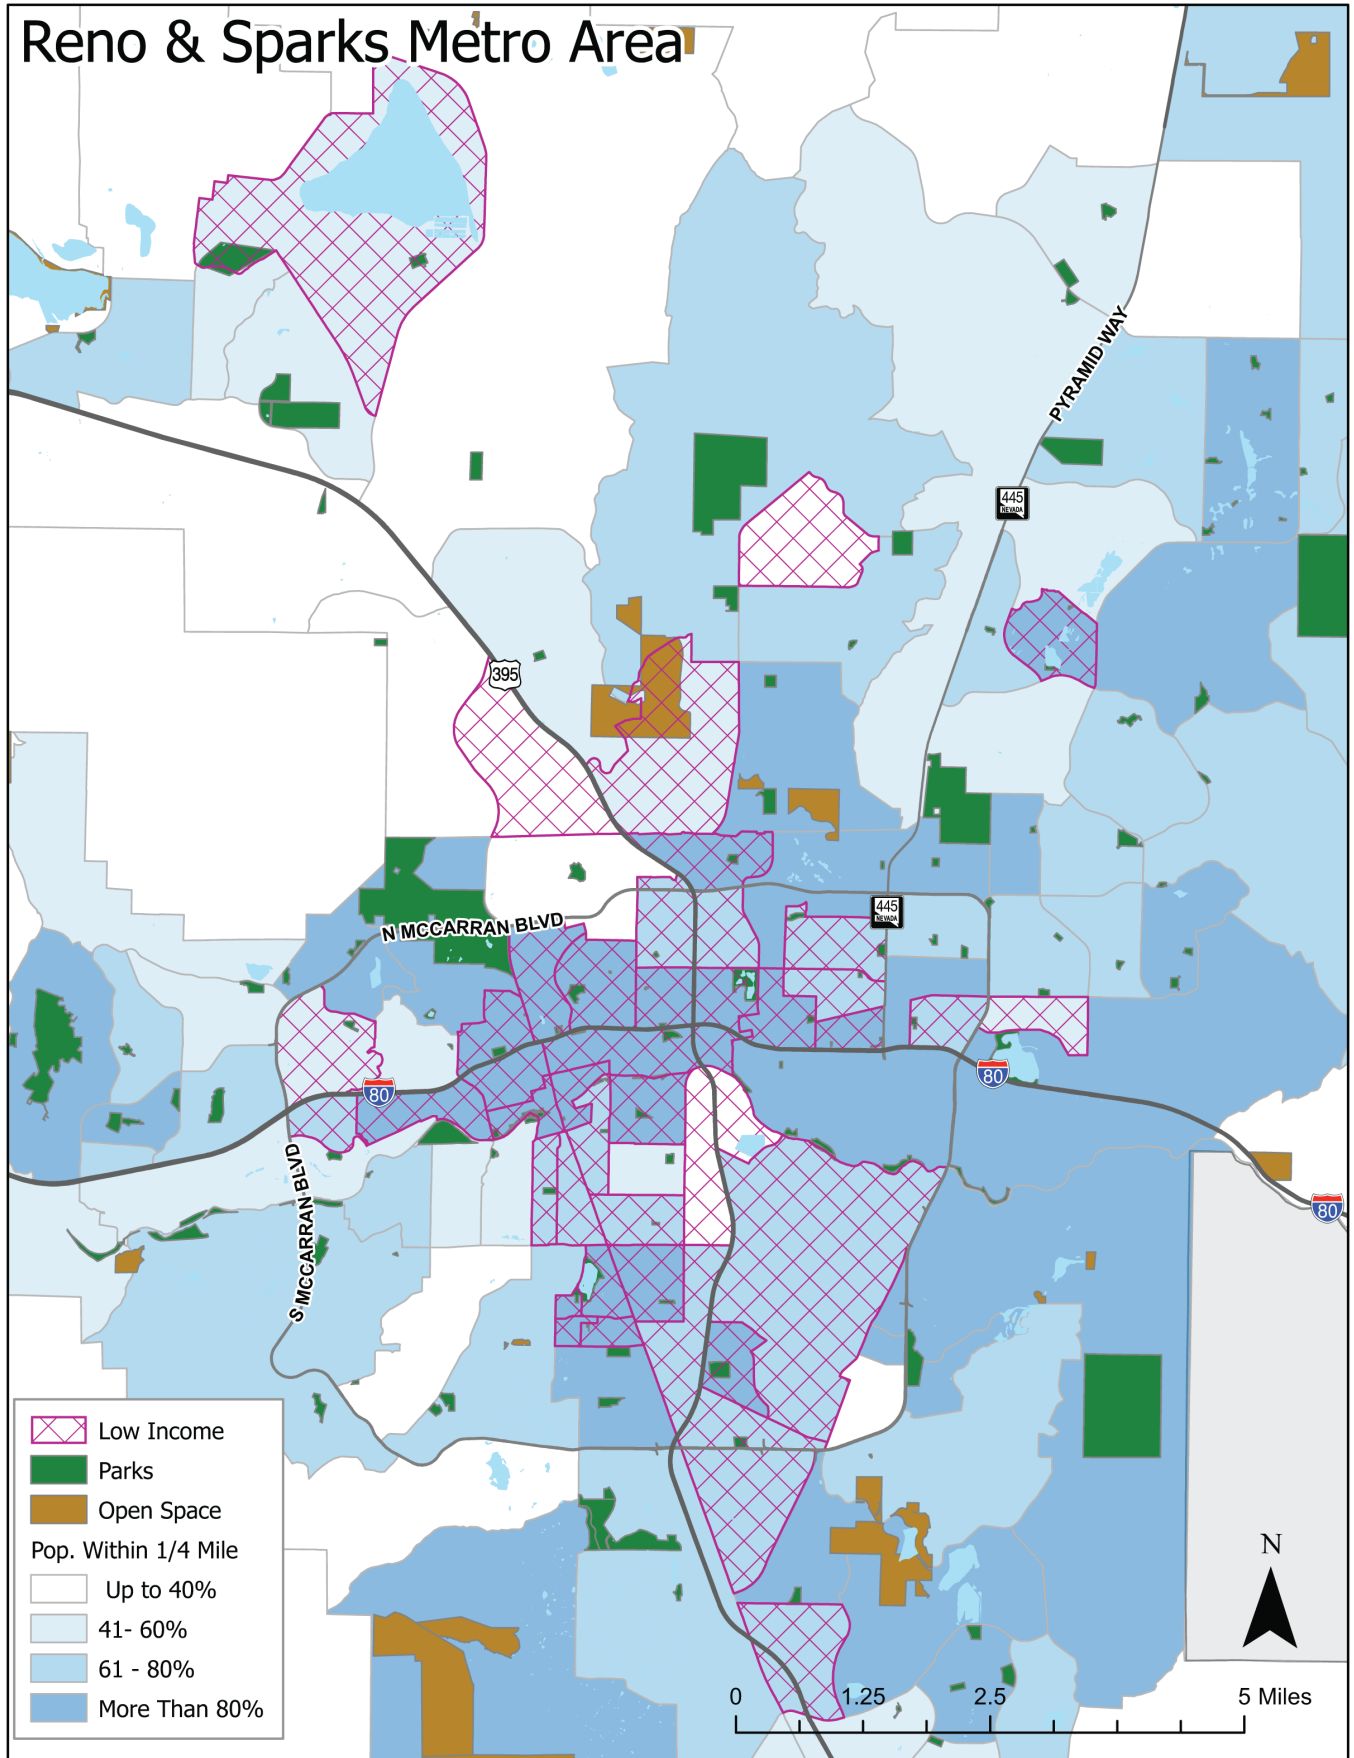 Reno & Sparks Metro Area
PYRAMID WAY
445
NEVADA
395
445
NEVADA
N MCCARRAN BLVD
80
80
S MCCARRAN BLVD
80
Low Income
Parks
Open Space
Pop. Within 1/4 Mile
Up to 40%
41- 60%
61 - 80%
More Than 80%
N
0 1.25 2.5 5 Miles